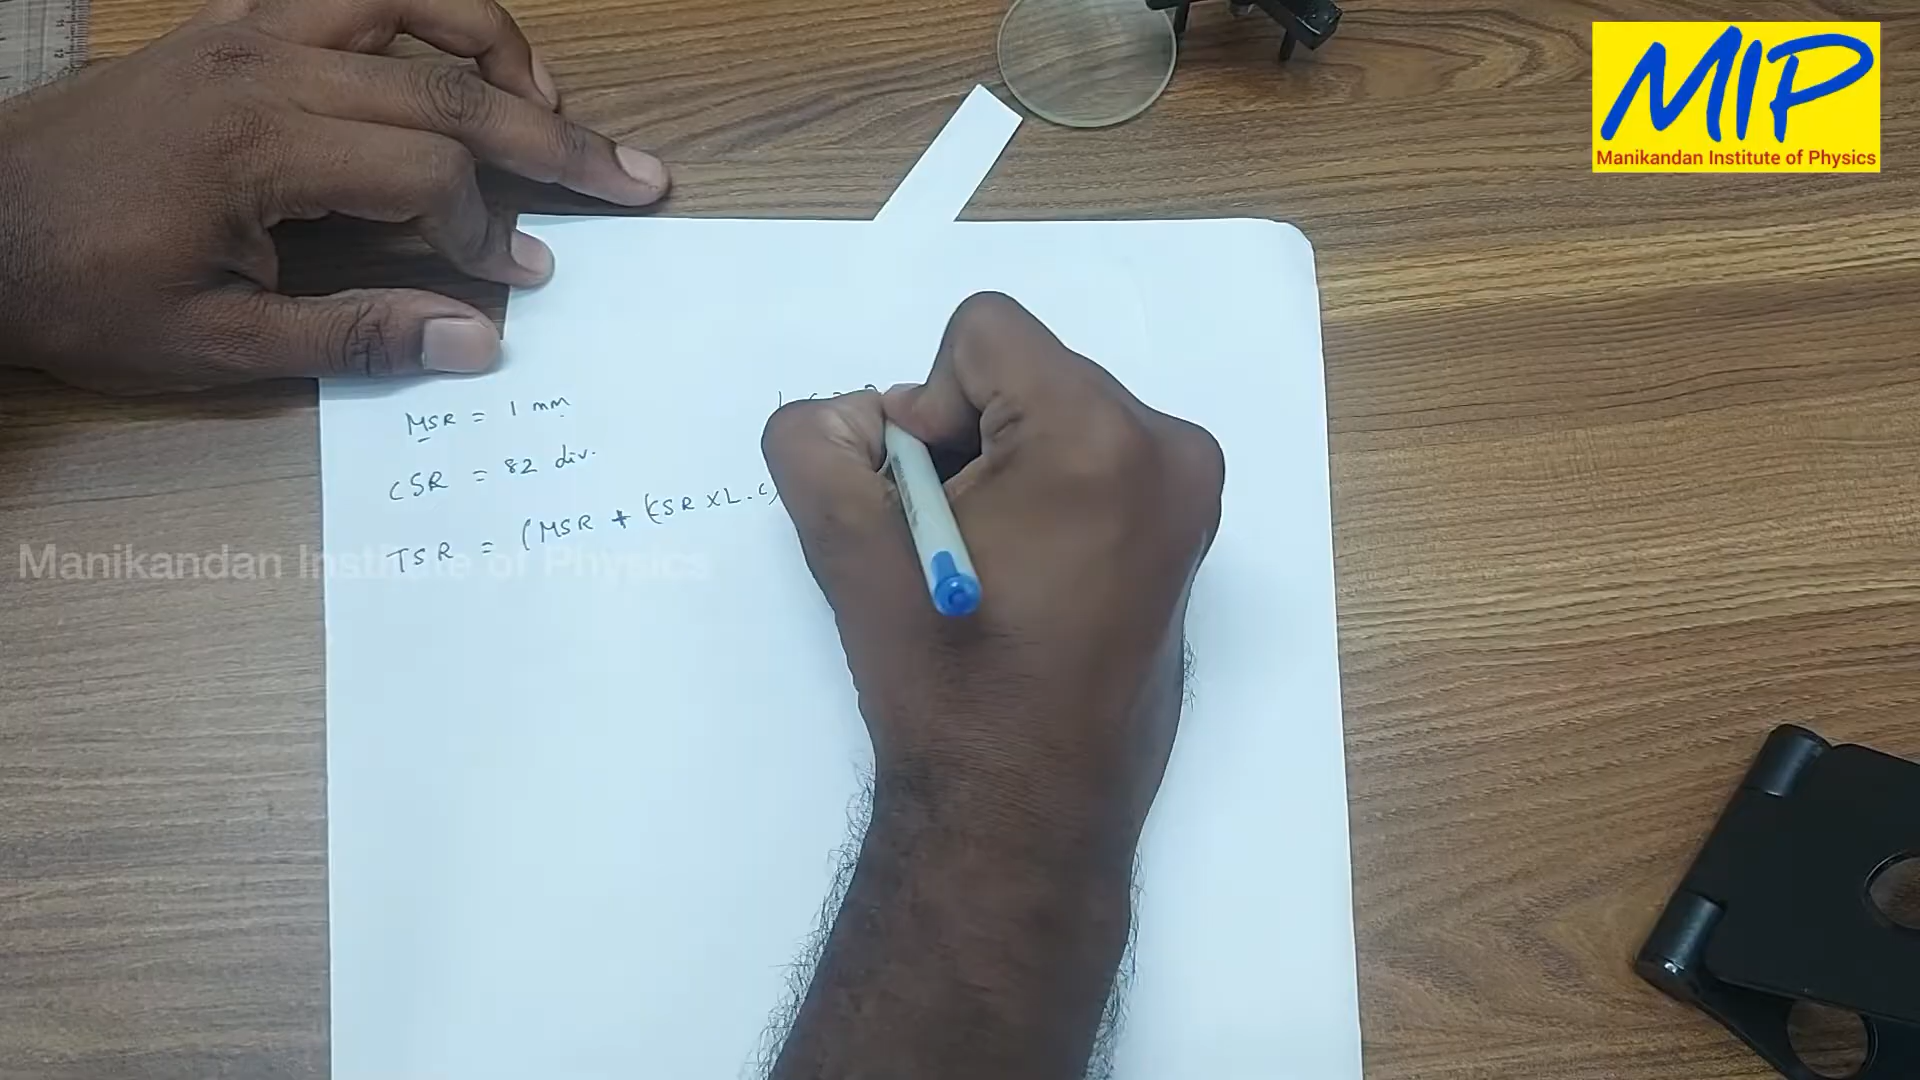 MIP
Manikandan Institute of Physics
MSR = 1 mm
CSR = 82 div.
TSR = (MSR + (CSR X L.C)
Manikandan Institute of Physics